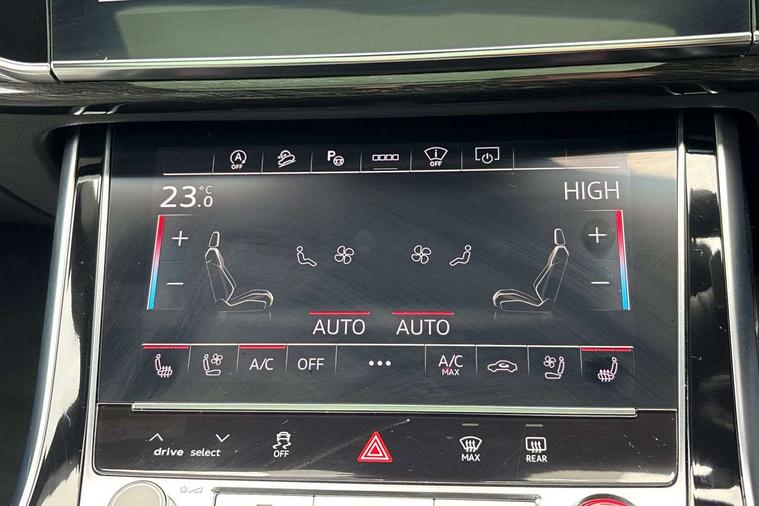 A
OFF
P
i
OFF
23.0 °C
HIGH
+
+
−
−
AUTO
AUTO
A/C
OFF
...
A/C
MAX
drive select
OFF
MAX
REAR